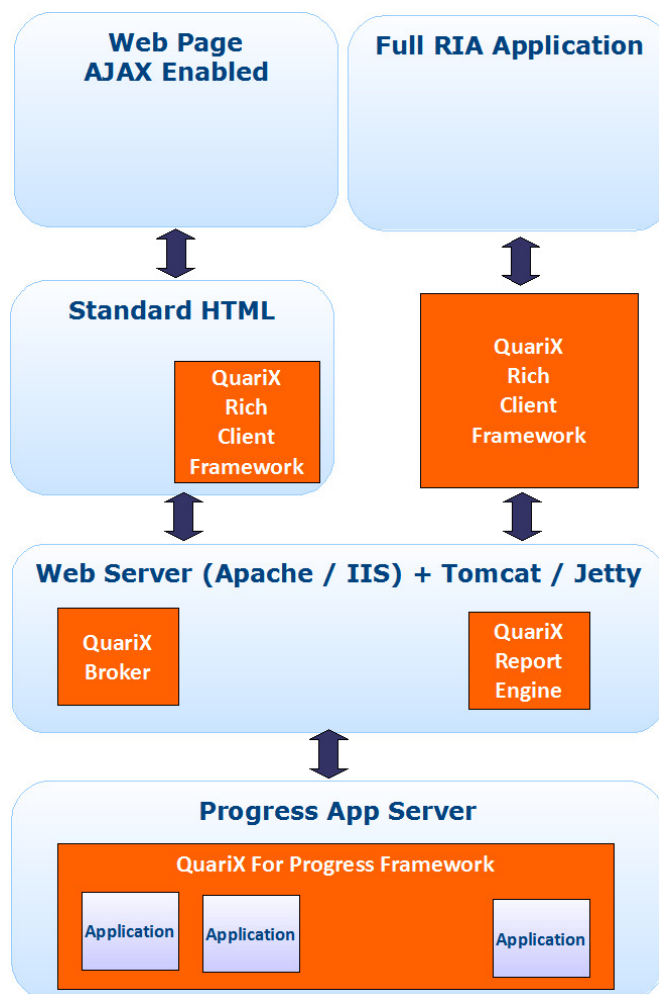 Web Page
AJAX Enabled
Full RIA Application
Standard HTML
QuariX
Rich
Client
Framework
QuariX
Rich
Client
Framework
Web Server (Apache / IIS) + Tomcat / Jetty
QuariX
Broker
QuariX
Report
Engine
Progress App Server
QuariX For Progress Framework
Application
Application
Application